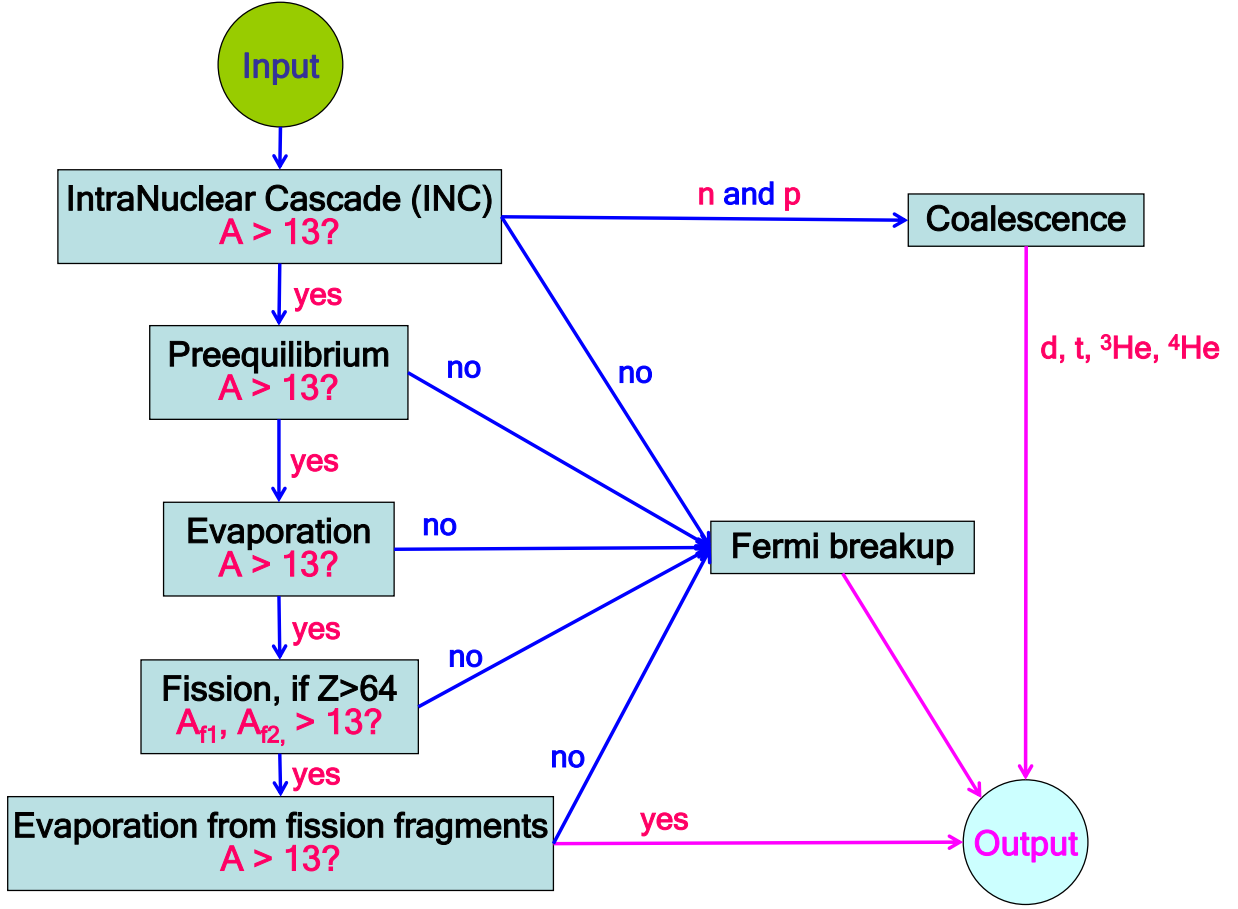 Input
IntraNuclear Cascade (INC)
A > 13?
n and p
Coalescence
yes
d, t, ³He, ⁴He
Preequilibrium
A > 13?
no
no
yes
Evaporation
A > 13?
no
Fermi breakup
yes
no
Fission, if Z>64
A_f1, A_f2, > 13?
yes
no
Evaporation from fission fragments
A > 13?
yes
Output